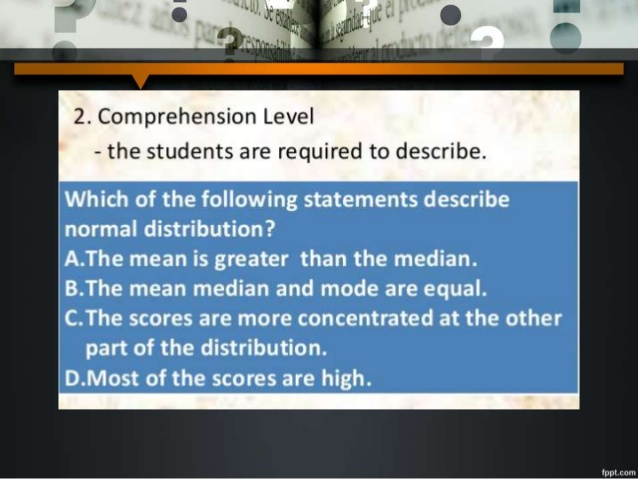 2. Comprehension Level
- the students are required to describe.
Which of the following statements describe
normal distribution?
A.The mean is greater than the median.
B.The mean median and mode are equal.
C.The scores are more concentrated at the other
part of the distribution.
D.Most of the scores are high.
fppt.com